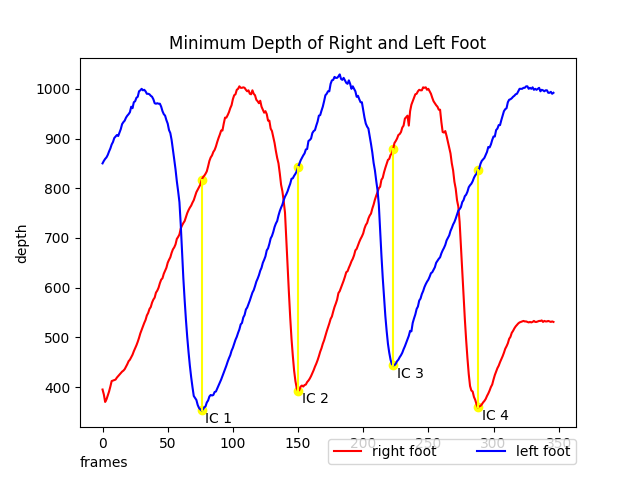 Minimum Depth of Right and Left Foot
1000
900
800
700
600
500
400
depth
IC 1
IC 2
IC 3
IC 4
0 50 100 150 200 250 300 350
frames
right foot left foot